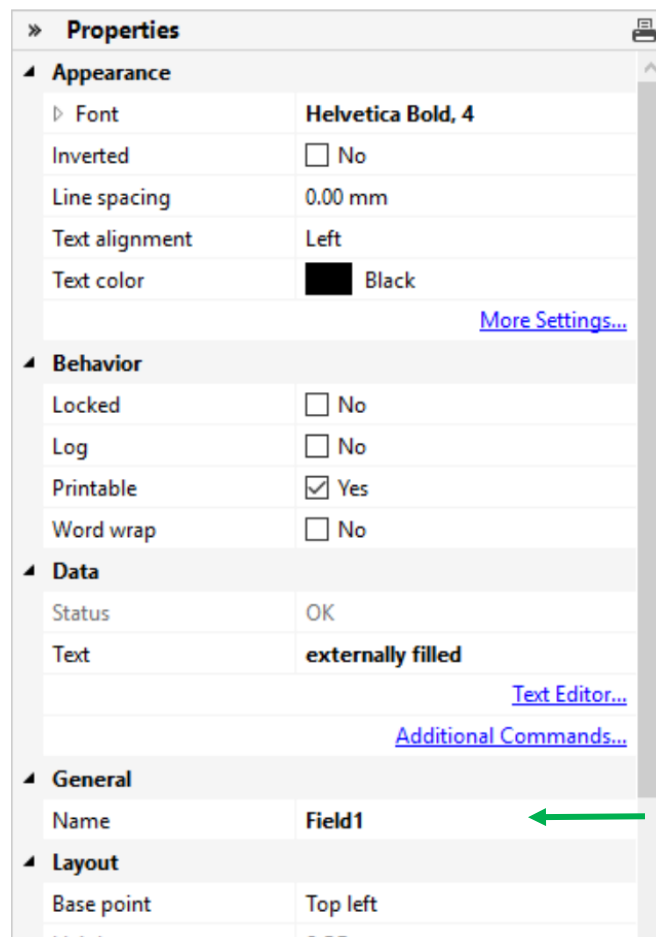 Properties
Appearance
Font Helvetica Bold, 4
Inverted No
Line spacing 0.00 mm
Text alignment Left
Text color Black
More Settings...
Behavior
Locked No
Log No
Printable Yes
Word wrap No
Data
Status OK
Text externally filled
Text Editor...
Additional Commands...
General
Name Field1
Layout
Base point Top left